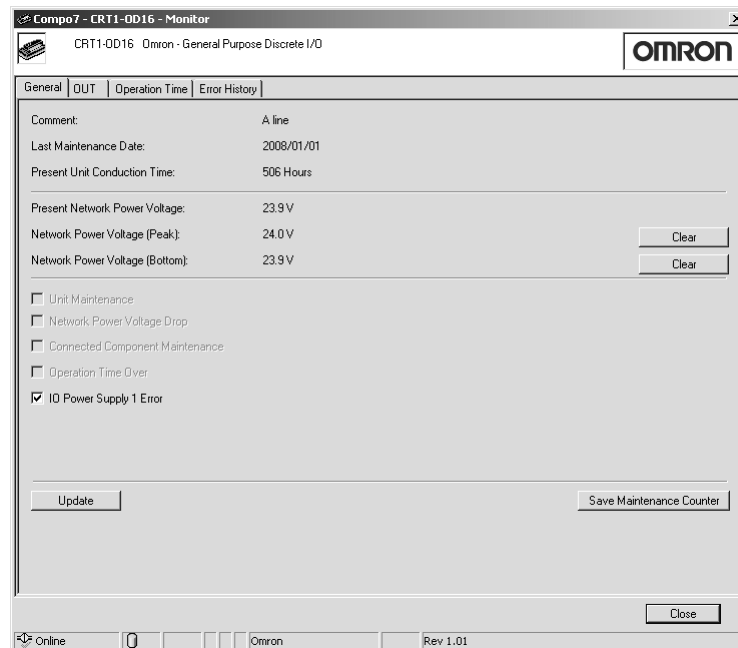 Compo7 - CRT1-OD16 - Monitor
CRT1-OD16 Omron - General Purpose Discrete I/O
OMRON
General OUT Operation Time Error History
Comment: A line
Last Maintenance Date: 2008/01/01
Present Unit Conduction Time: 506 Hours
Present Network Power Voltage: 23.9 V
Network Power Voltage (Peak): 24.0 V Clear
Network Power Voltage (Bottom): 23.9 V Clear
Unit Maintenance
Network Power Voltage Drop
Connected Component Maintenance
Operation Time Over
IO Power Supply 1 Error
Update Save Maintenance Counter
Close
Online Omron Rev 1.01